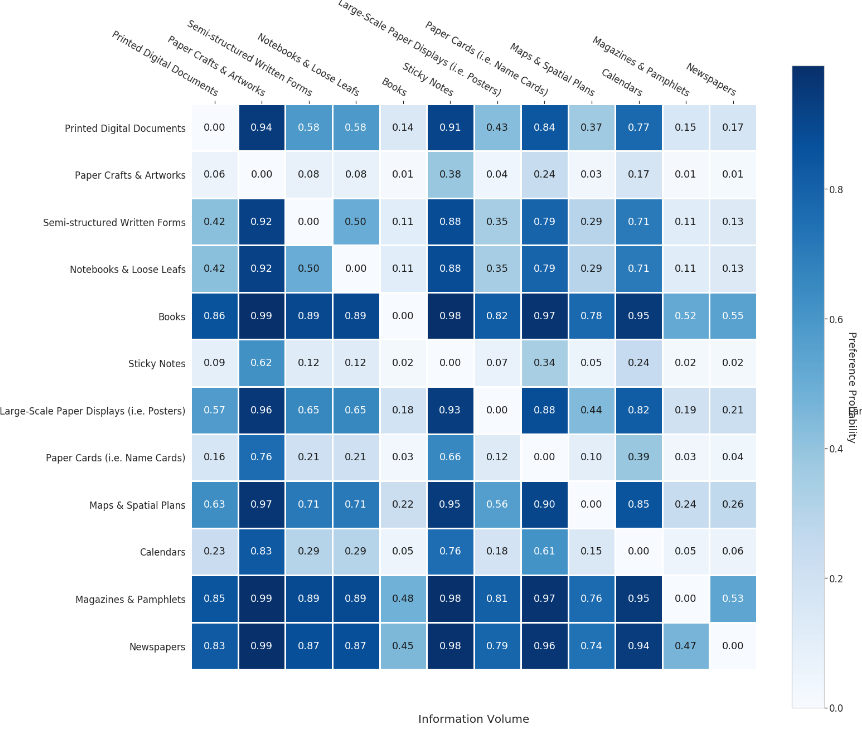 Printed Digital Documents
Paper Crafts & Artworks
Semi-structured Written Forms
Notebooks & Loose Leafs
Books
Sticky Notes
Large-Scale Paper Displays (i.e. Posters)
Paper Cards (i.e. Name Cards)
Maps & Spatial Plans
Calendars
Magazines & Pamphlets
Newspapers
Printed Digital Documents 0.00 0.94 0.58 0.58 0.14 0.91 0.43 0.84 0.37 0.77 0.15 0.17
Paper Crafts & Artworks 0.06 0.00 0.08 0.08 0.01 0.38 0.04 0.24 0.03 0.17 0.01 0.01
Semi-structured Written Forms 0.42 0.92 0.00 0.50 0.11 0.88 0.35 0.79 0.29 0.71 0.11 0.13
Notebooks & Loose Leafs 0.42 0.92 0.50 0.00 0.11 0.88 0.35 0.79 0.29 0.71 0.11 0.13
Books 0.86 0.99 0.89 0.89 0.00 0.98 0.82 0.97 0.78 0.95 0.52 0.55
Sticky Notes 0.09 0.62 0.12 0.12 0.02 0.00 0.07 0.34 0.05 0.24 0.02 0.02
Large-Scale Paper Displays (i.e. Posters) 0.57 0.96 0.65 0.65 0.18 0.93 0.00 0.88 0.44 0.82 0.19 0.21
Paper Cards (i.e. Name Cards) 0.16 0.76 0.21 0.21 0.03 0.66 0.12 0.00 0.10 0.39 0.03 0.04
Maps & Spatial Plans 0.63 0.97 0.71 0.71 0.22 0.95 0.56 0.90 0.00 0.85 0.24 0.26
Calendars 0.23 0.83 0.29 0.29 0.05 0.76 0.18 0.61 0.15 0.00 0.05 0.06
Magazines & Pamphlets 0.85 0.99 0.89 0.89 0.48 0.98 0.81 0.97 0.76 0.95 0.00 0.53
Newspapers 0.83 0.99 0.87 0.87 0.45 0.98 0.79 0.96 0.74 0.94 0.47 0.00
Information Volume
0.8
0.6
0.4
0.2
0.0
Preference Probability